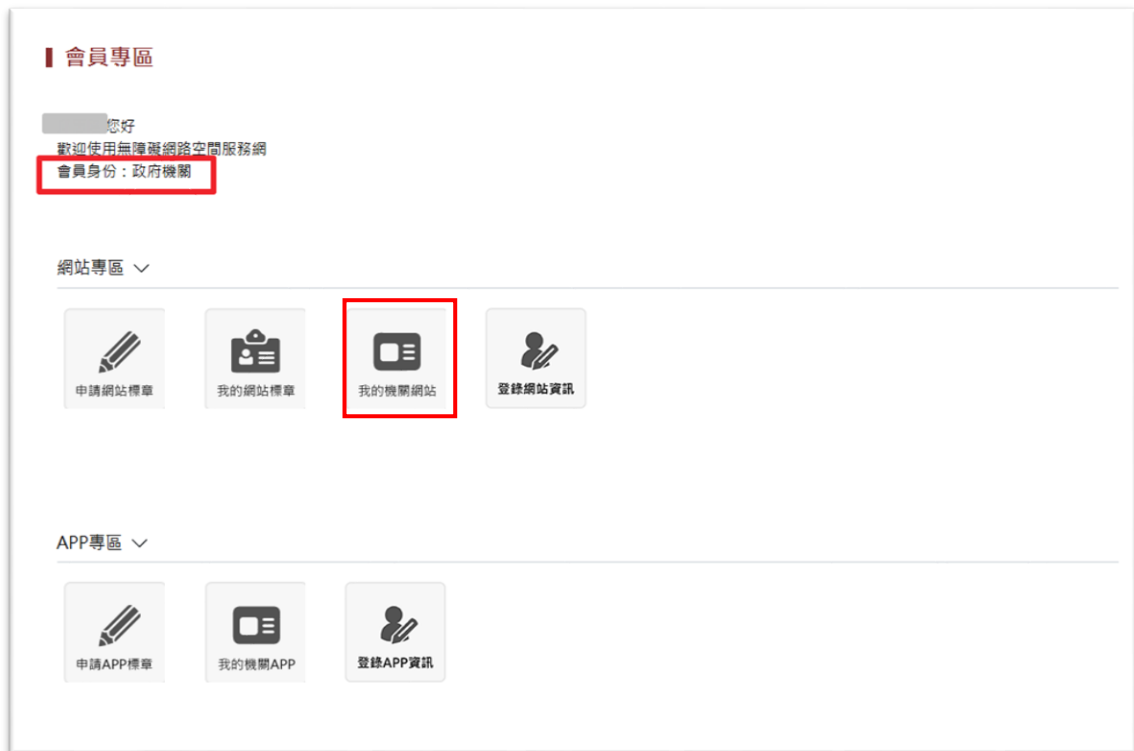 會員專區
您好
歡迎使用無障礙網路空間服務網
會員身份：政府機關
網站專區
申請網站標章
我的網站標章
我的機關網站
登錄網站資訊
APP專區
申請APP標章
我的機關APP
登錄APP資訊